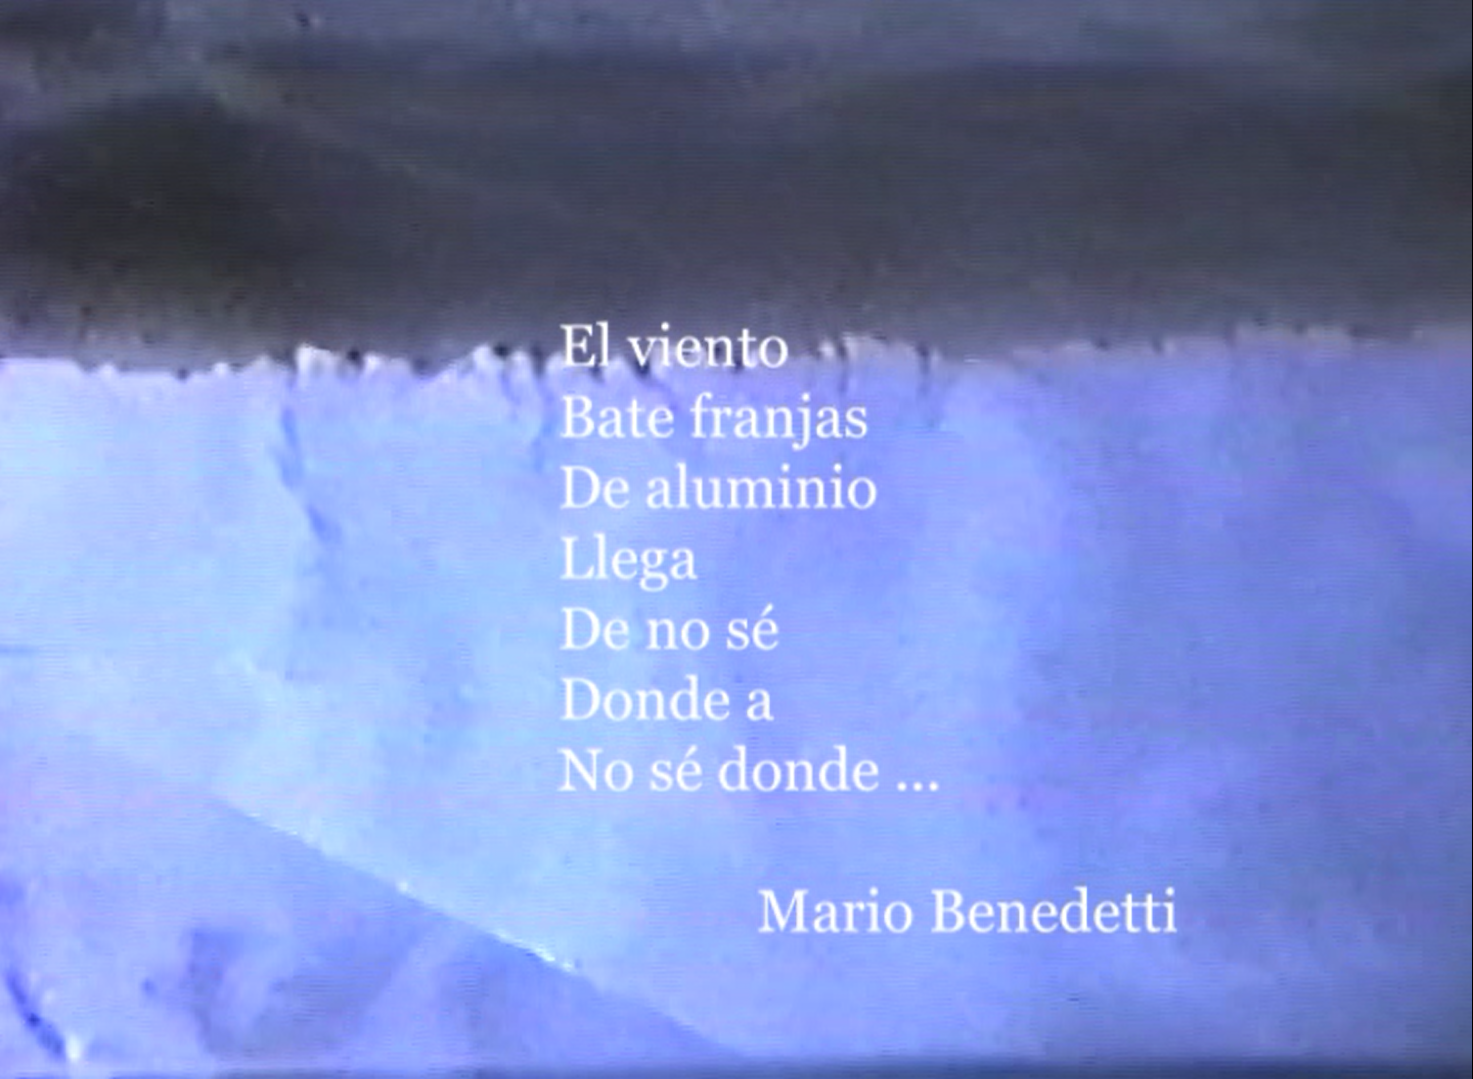 El viento
Bate franjas
De aluminio
Llega
De no sé
Donde a
No sé donde ...
Mario Benedetti